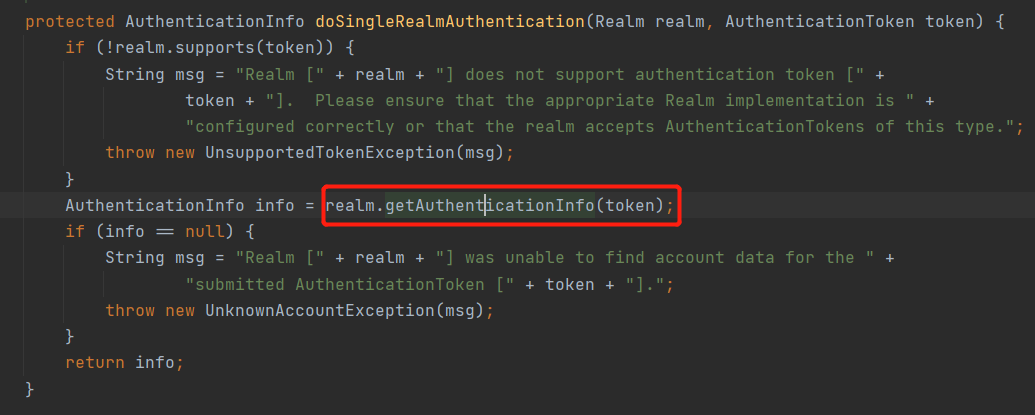 protected AuthenticationInfo doSingleRealmAuthentication(Realm realm, AuthenticationToken token) {
    if (!realm.supports(token)) {
        String msg = "Realm [" + realm + "] does not support authentication token [" +
                token + "].  Please ensure that the appropriate Realm implementation is " +
                "configured correctly or that the realm accepts AuthenticationTokens of this type.";
        throw new UnsupportedTokenException(msg);
    }
    AuthenticationInfo info = realm.getAuthenticationInfo(token);
    if (info == null) {
        String msg = "Realm [" + realm + "] was unable to find account data for the " +
                "submitted AuthenticationToken [" + token + "].";
        throw new UnknownAccountException(msg);
    }
    return info;
}